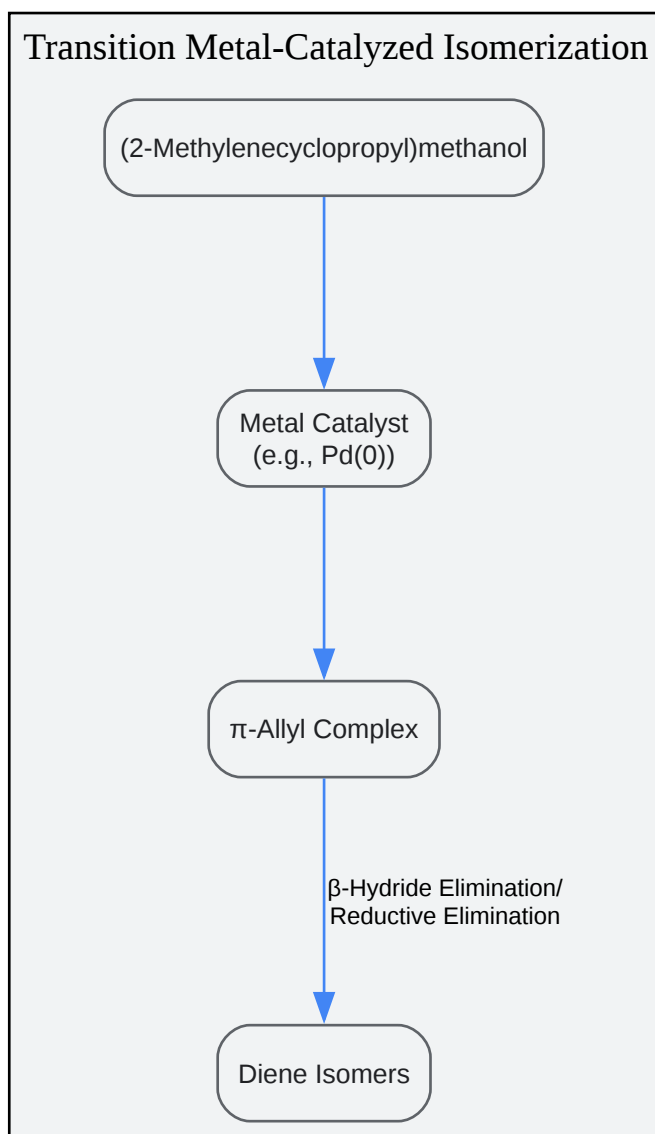 Transition Metal-Catalyzed Isomerization
(2-Methylenecyclopropyl)methanol
Metal Catalyst
(e.g., Pd(0))
π-Allyl Complex
β-Hydride Elimination/
Reductive Elimination
Diene Isomers